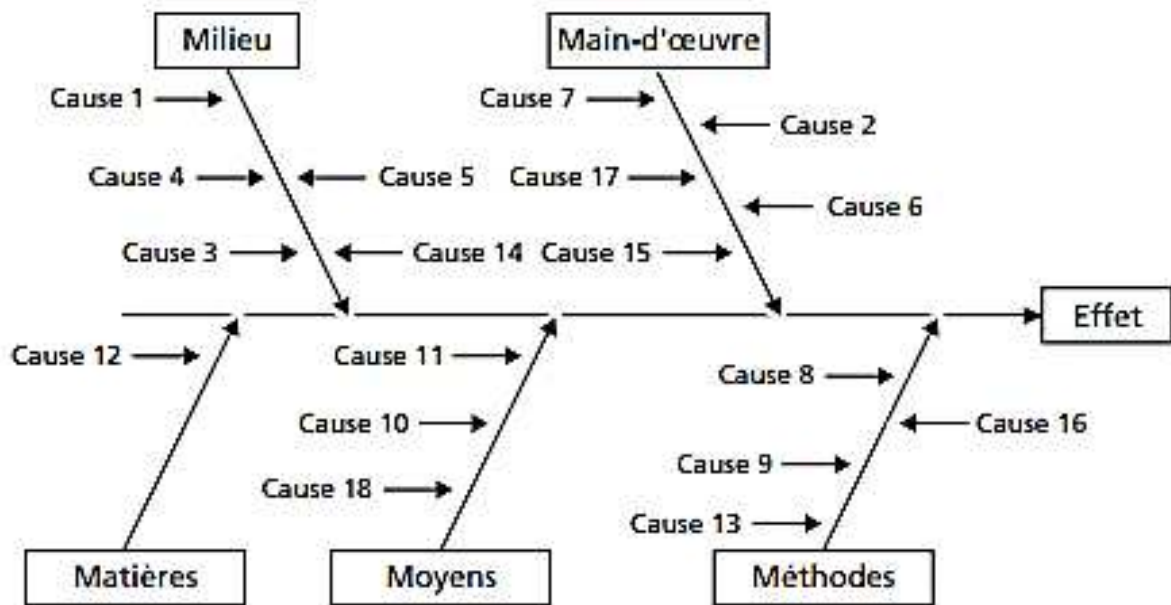 Milieu
Main-d'œuvre
Cause 1
Cause 7
Cause 2
Cause 4
Cause 5
Cause 17
Cause 6
Cause 3
Cause 14
Cause 15
Effet
Cause 12
Cause 11
Cause 8
Cause 10
Cause 16
Cause 9
Cause 18
Cause 13
Matières
Moyens
Méthodes